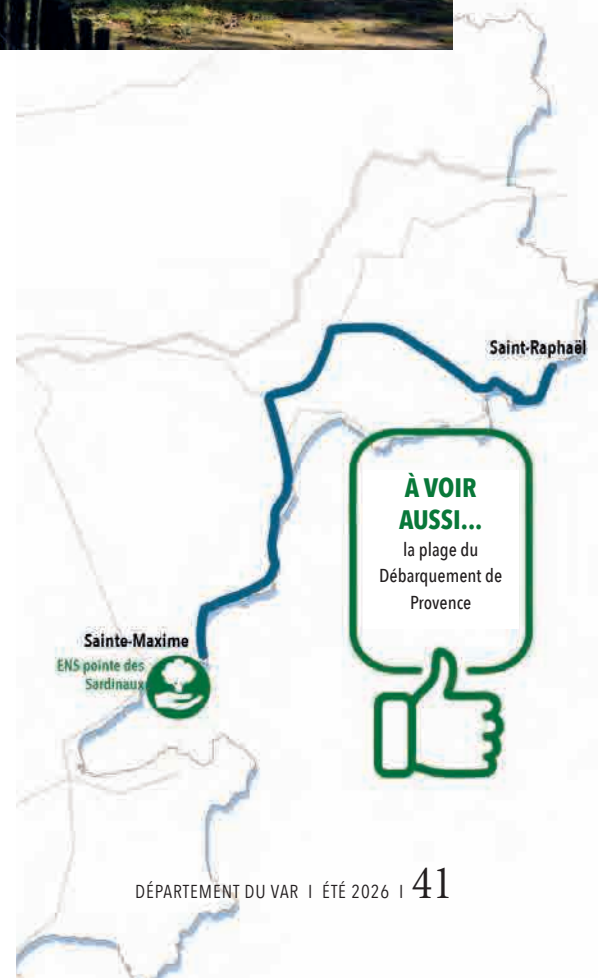 Saint-Raphaël
À VOIR
AUSSI...
la plage du
Débarquement de
Provence
Sainte-Maxime
ENS pointe des
Sardinaux
DÉPARTEMENT DU VAR I ÉTÉ 2026 I 41